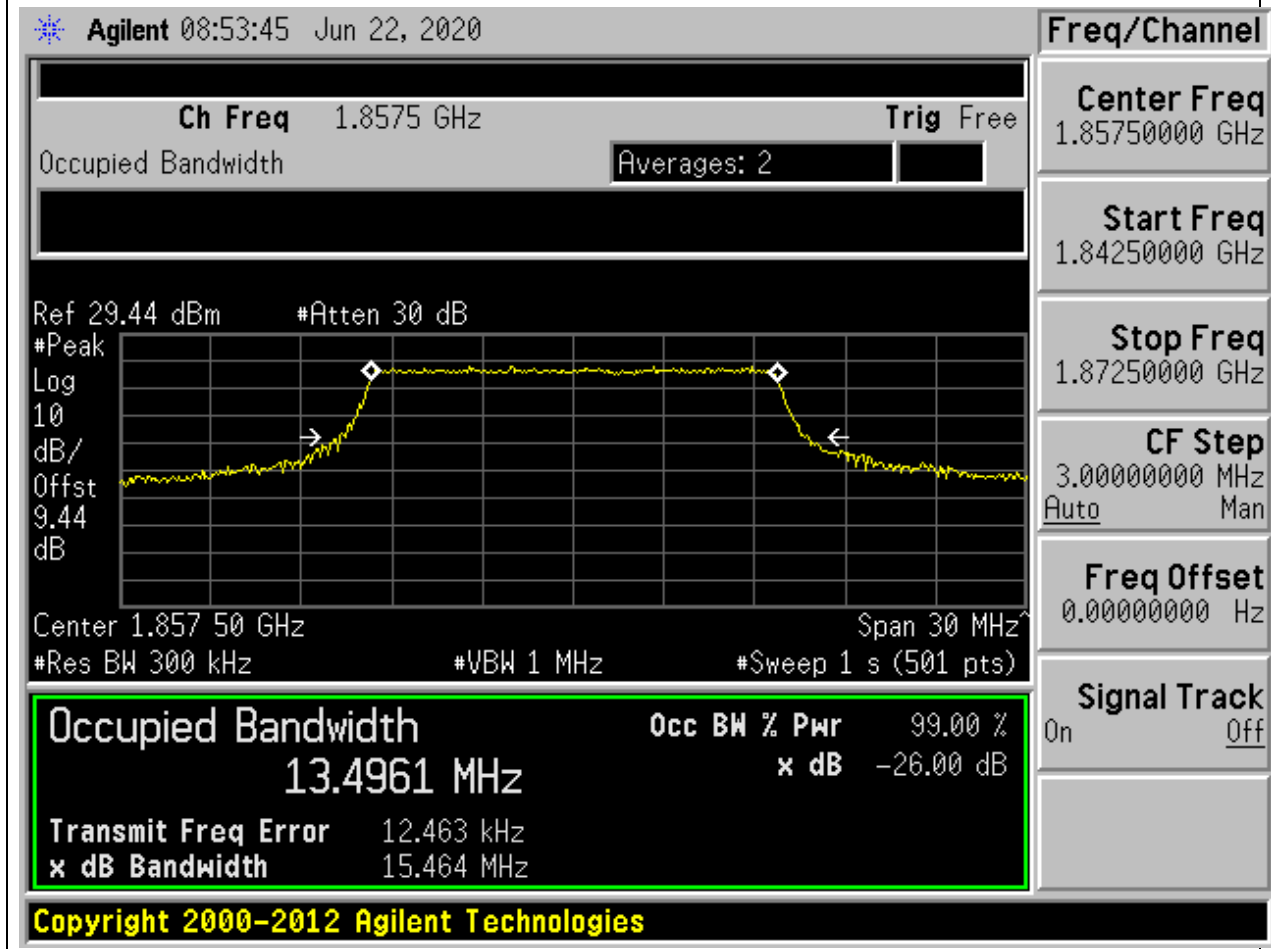 Agilent 08:53:45 Jun 22, 2020
Ch Freq 1.8575 GHz Trig Free
Occupied Bandwidth Averages: 2
Ref 29.44 dBm #Atten 30 dB
#Peak
Log
10
dB/
Offst
9.44
dB
Center 1.857 50 GHz Span 30 MHz^
#Res BW 300 kHz #VBW 1 MHz #Sweep 1 s (501 pts)
Occupied Bandwidth Occ BW % Pwr 99.00 %
13.4961 MHz x dB -26.00 dB
Transmit Freq Error 12.463 kHz
x dB Bandwidth 15.464 MHz
Copyright 2000-2012 Agilent Technologies
Freq/Channel
Center Freq
1.85750000 GHz
Start Freq
1.84250000 GHz
Stop Freq
1.87250000 GHz
CF Step
3.00000000 MHz
Auto Man
Freq Offset
0.00000000 Hz
Signal Track
On Off